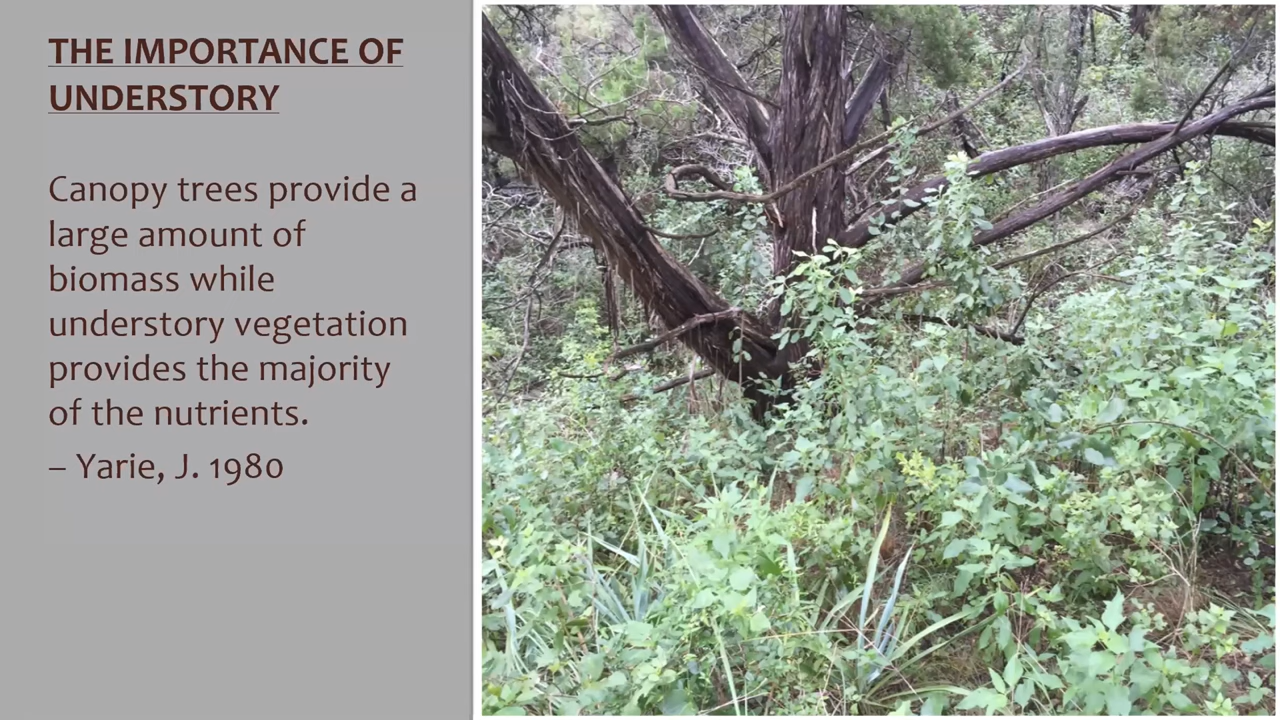 THE IMPORTANCE OF
UNDERSTORY
Canopy trees provide a
large amount of
biomass while
understory vegetation
provides the majority
of the nutrients.
– Yarie, J. 1980